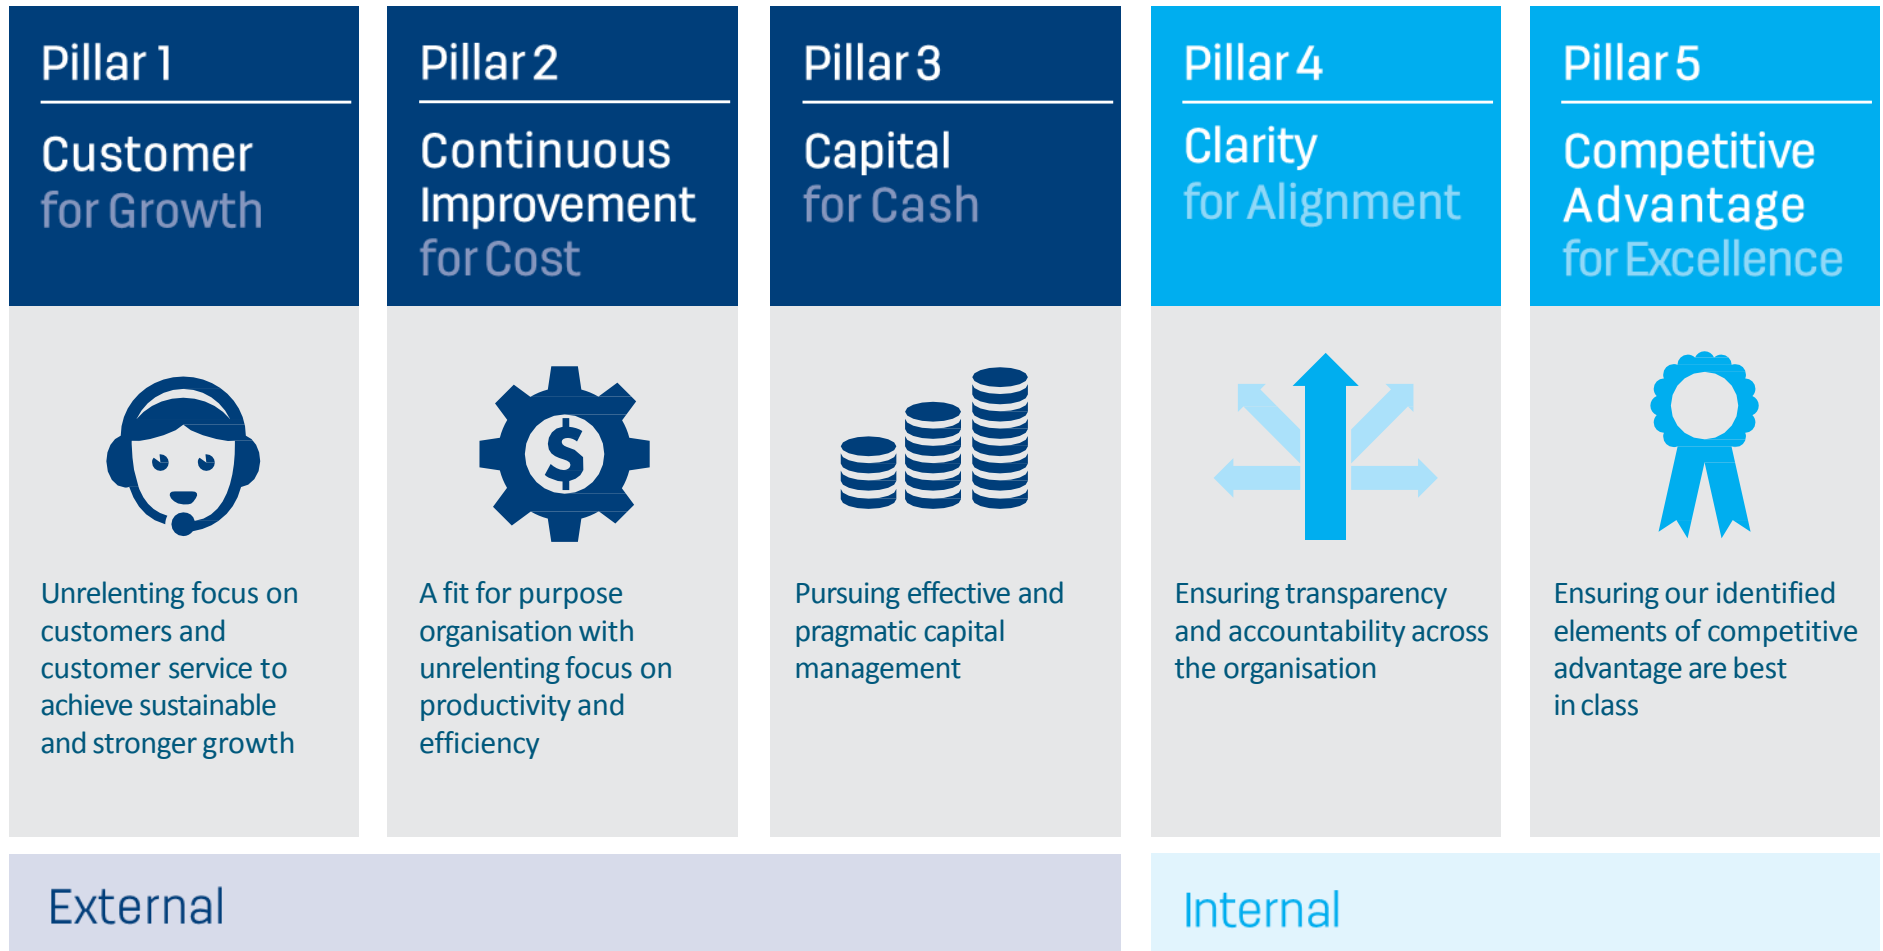 Pillar 1
Customer
for Growth
Unrelenting focus on
customers and
customer service to
achieve sustainable
and stronger growth
Pillar 2
Continuous
Improvement
for Cost
$
A fit for purpose
organisation with
unrelenting focus on
productivity and
efficiency
Pillar 3
Capital
for Cash
Pursuing effective and
pragmatic capital
management
Pillar 4
Clarity
for Alignment
Ensuring transparency
and accountability across
the organisation
Pillar 5
Competitive
Advantage
for Excellence
Ensuring our identified
elements of competitive
advantage are best
in class
External
Internal